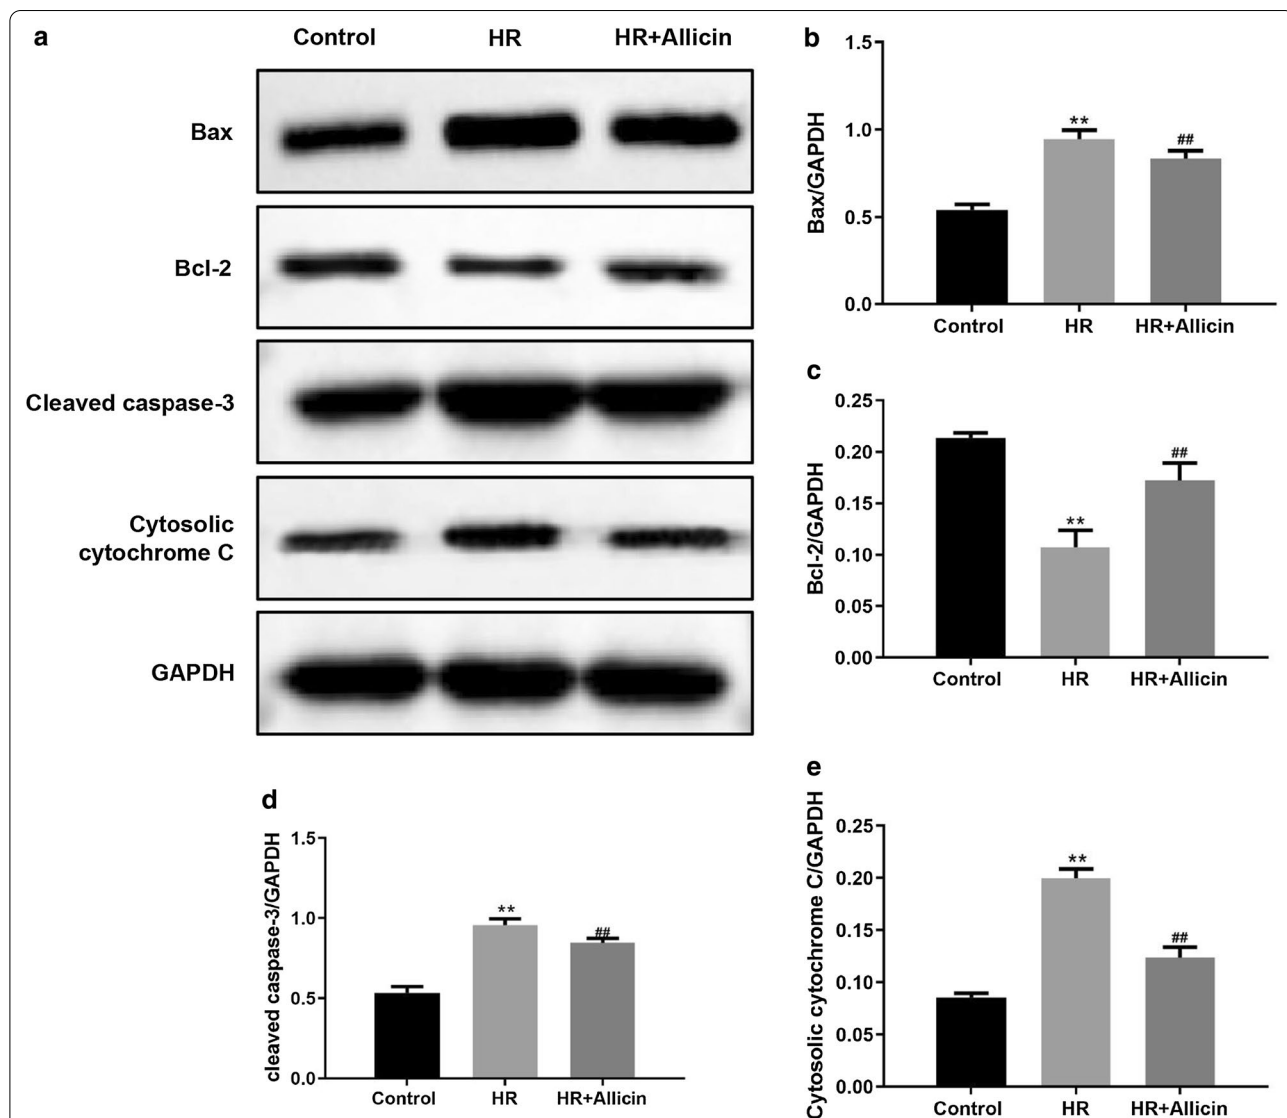 a
Control HR HR+Allicin
Bax
Bcl-2
Cleaved caspase-3
Cytosolic
cytochrome C
GAPDH
b
Bax/GAPDH
1.5
1.0
0.5
0.0
**
##
Control HR HR+Allicin
c
Bcl-2/GAPDH
0.25
0.20
0.15
0.10
0.05
0.00
**
##
Control HR HR+Allicin
d
cleaved caspase-3/GAPDH
1.5
1.0
0.5
0.0
**
##
Control HR HR+Allicin
e
Cytosolic cytochrome C/GAPDH
0.25
0.20
0.15
0.10
0.05
0.00
**
##
Control HR HR+Allicin